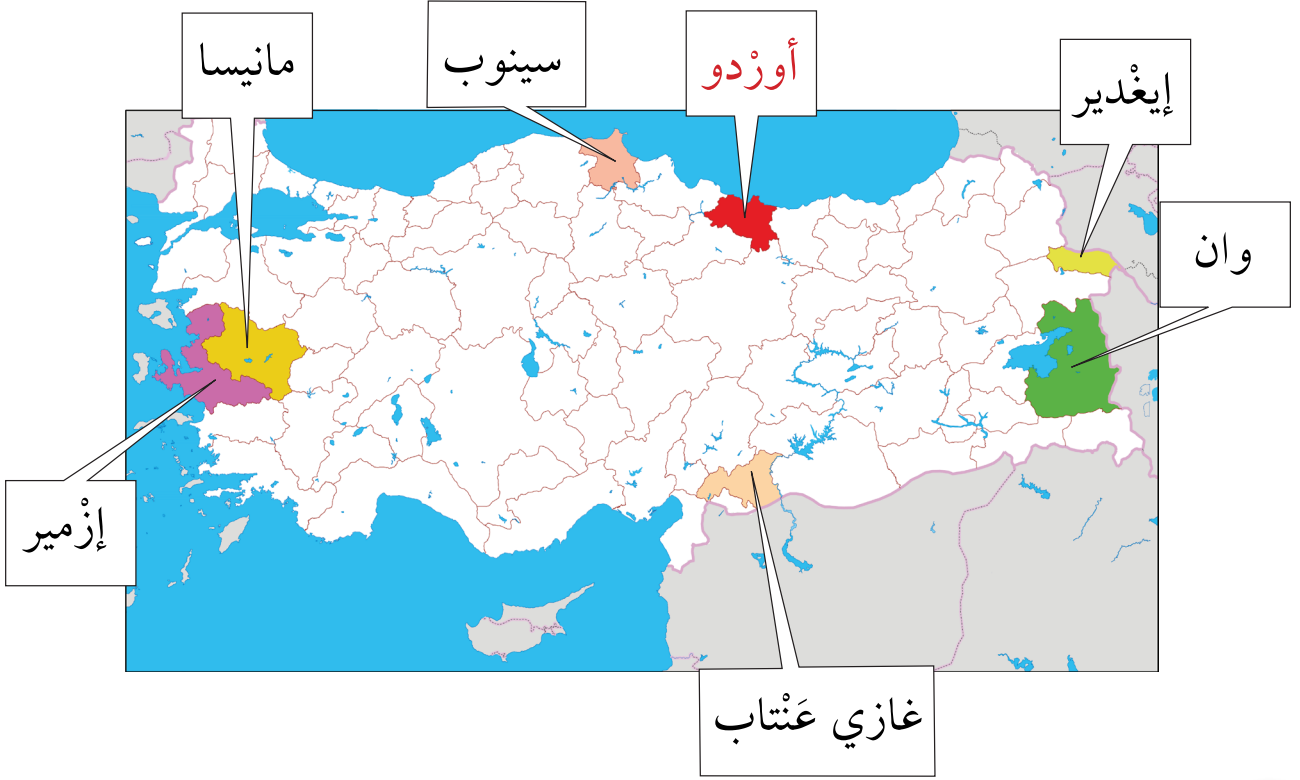 مانيسا
سينوب
أورْدو
إيغْدير
وان
إزْمير
غازي عَنْتاب